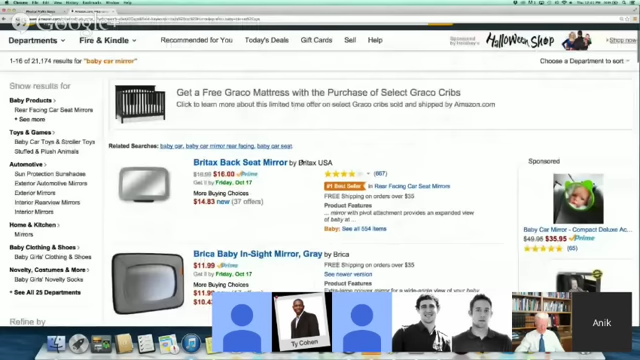 Departments Fire & Kindle Recommended for You Today's Deals Gift Cards Sell Help
Halloween Shop
Shop now
1-16 of 21,174 results for "baby car mirror"
Choose a Department to sort
Show results for
Baby Products
Rear Facing Car Seat Mirrors
See more
Toys & Games
Baby Car Toys & Stroller Toys
Stuffed & Plush Animals
Automotive
Sun Protection Sunshades
Exterior Automotive Mirrors
Exterior Mirrors
Interior Rearview Mirrors
Interior Mirrors
Home & Kitchen
Mirrors
Baby Clothing & Shoes
Baby Girls' Clothing & Shoes
Novelty, Costumes & More
Baby Girls' Novelty Socks
See All 25 Departments
Refine by
Get a Free Graco Mattress with the Purchase of Select Graco Cribs
Click to learn more about this limited time offer on select Graco cribs sold and shipped by Amazon.com
Related Searches: baby car, baby car mirror rear facing, baby car seat.
Britax Back Seat Mirror by Britax USA
$16.00 Prime
Get it by Friday, Oct 17
More Buying Choices
$14.83 new (37 offers)
(667)
#1 Best Seller in Rear Facing Car Seat Mirrors
FREE Shipping on orders over $35
Product Features
... mirror with pivot attachment provides an expanded view of baby at ...
Baby: See all 554 items
Brica Baby In-Sight Mirror, Gray by Brica
$11.99 Prime
Get it by Friday, Oct 17
More Buying Choices
FREE Shipping on orders over $35
See newer version
Product Features
Sponsored
Baby Car Mirror - Compact Deluxe Ac...
$49.95 $35.95 Prime
(65)
Ty Cohen
Anik